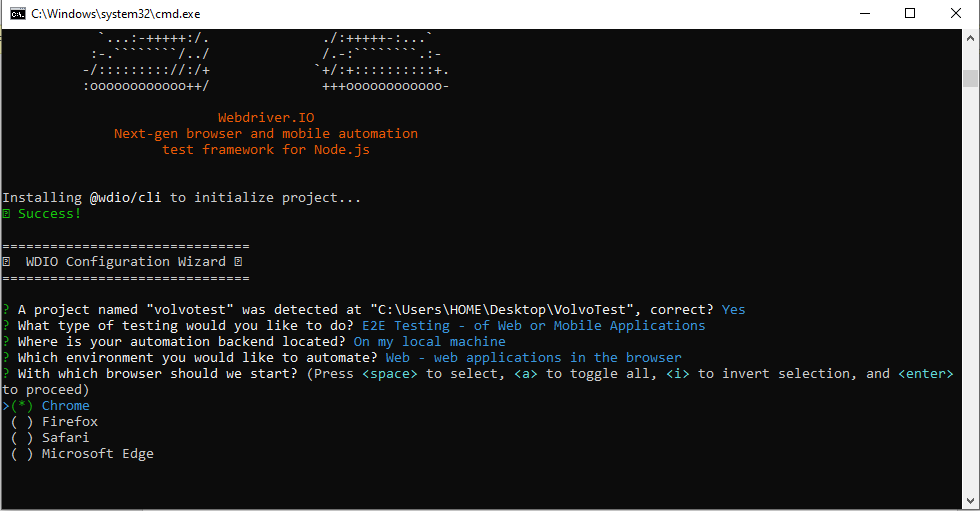 C:\Windows\system32\cmd.exe
`...:-+++++:/.              ./:+++++-:...`
:-.````````/../              /.-:````````.:-
-/:::::::::://:/+             `+/:+::::::::::+.
:oooooooooooo++/              +++oooooooooooo-
Webdriver.IO
Next-gen browser and mobile automation
test framework for Node.js
Installing @wdio/cli to initialize project...
Success!
===============================
WDIO Configuration Wizard
===============================
? A project named "volvotest" was detected at "C:\Users\HOME\Desktop\VolvoTest", correct? Yes
? What type of testing would you like to do? E2E Testing - of Web or Mobile Applications
? Where is your automation backend located? On my local machine
? Which environment you would like to automate? Web - web applications in the browser
? With which browser should we start? (Press <space> to select, <a> to toggle all, <i> to invert selection, and <enter>
to proceed)
>(*) Chrome
( ) Firefox
( ) Safari
( ) Microsoft Edge